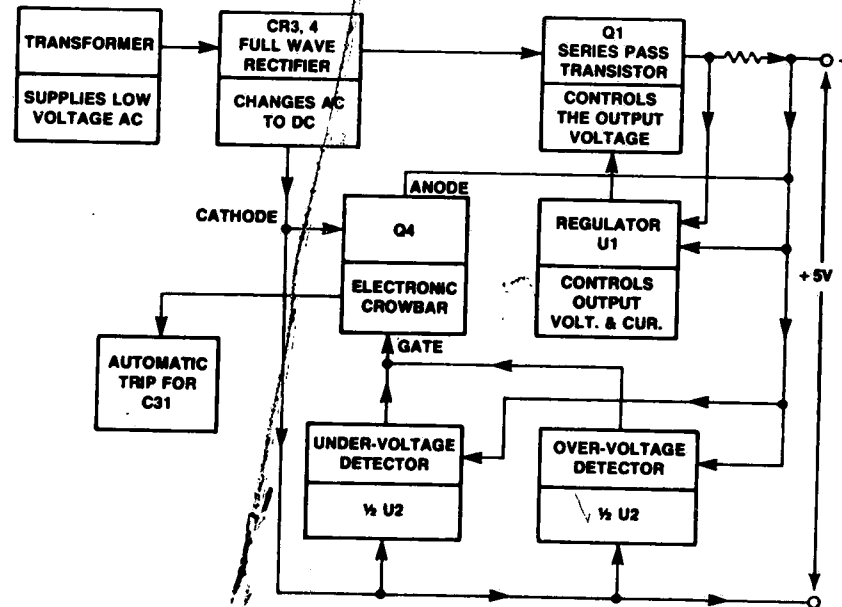 TRANSFORMER
SUPPLIES LOW
VOLTAGE AC
CR3, 4
FULL WAVE
RECTIFIER
CHANGES AC
TO DC
Q1
SERIES PASS
TRANSISTOR
CONTROLS
THE OUTPUT
VOLTAGE
ANODE
CATHODE
Q4
ELECTRONIC
CROWBAR
GATE
REGULATOR
U1
CONTROLS
OUTPUT
VOLT. & CUR.
+ 5V
AUTOMATIC
TRIP FOR
C31
UNDER-VOLTAGE
DETECTOR
½ U2
OVER-VOLTAGE
DETECTOR
½ U2